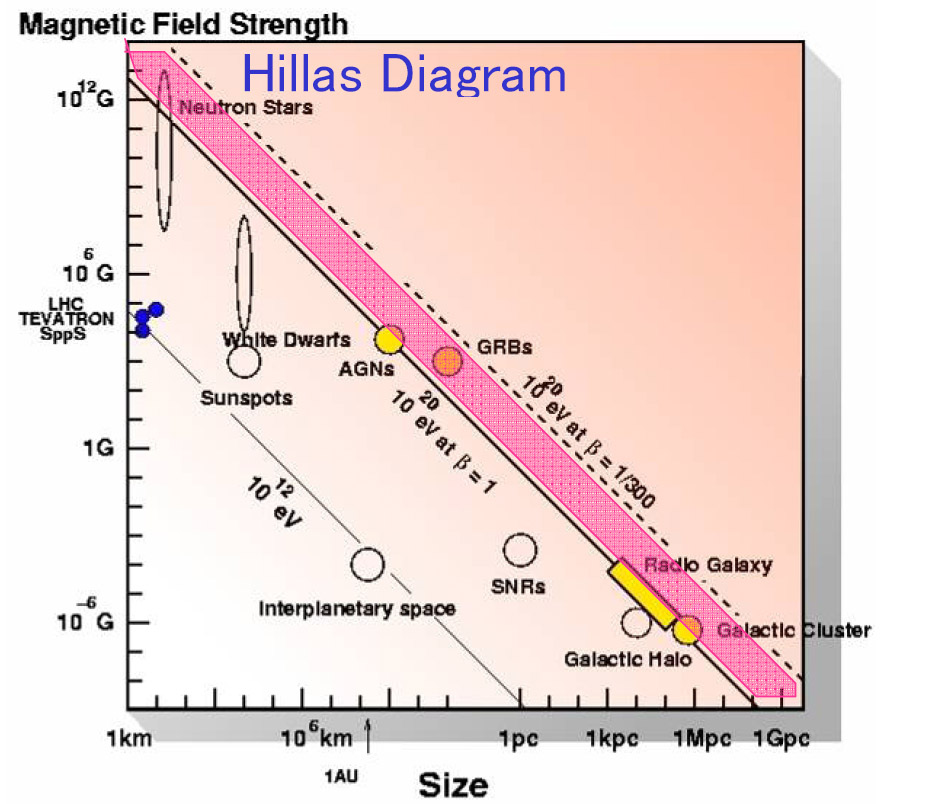 Magnetic Field Strength
Hillas Diagram
10¹²G
Neutron Stars
10⁶ G
LHC
TEVATRON
SppS
White Dwarfs
GRBs
AGNs
Sunspots
10²⁰ eV at β = 1/300
10²⁰ eV at β = 1
1G
10¹² eV
Radio Galaxy
SNRs
Interplanetary space
10⁻⁶ G
Galactic Cluster
Galactic Halo
1km 10⁶km 1pc 1kpc 1Mpc 1Gpc
1AU
Size